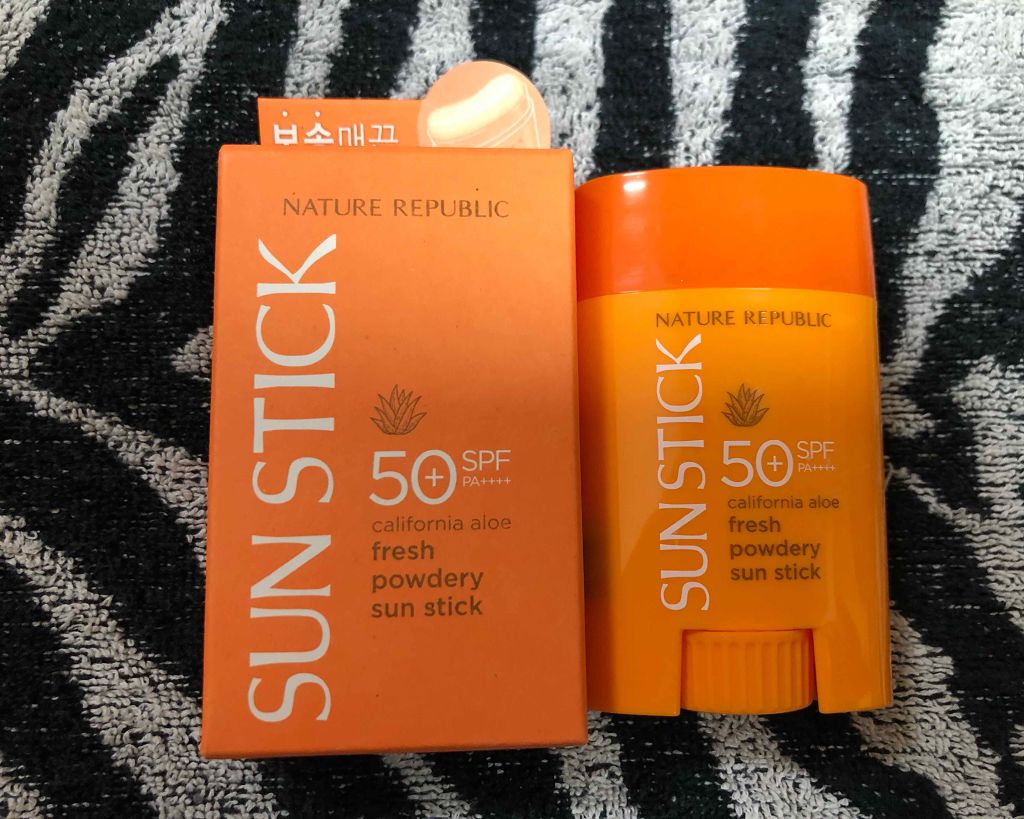 보송매끈
NATURE REPUBLIC
SUN STICK
50+ SPF
PA++++
california aloe
fresh
powdery
sun stick
NATURE REPUBLIC
SUN STICK
50+ SPF
PA++++
california aloe
fresh
powdery
sun stick